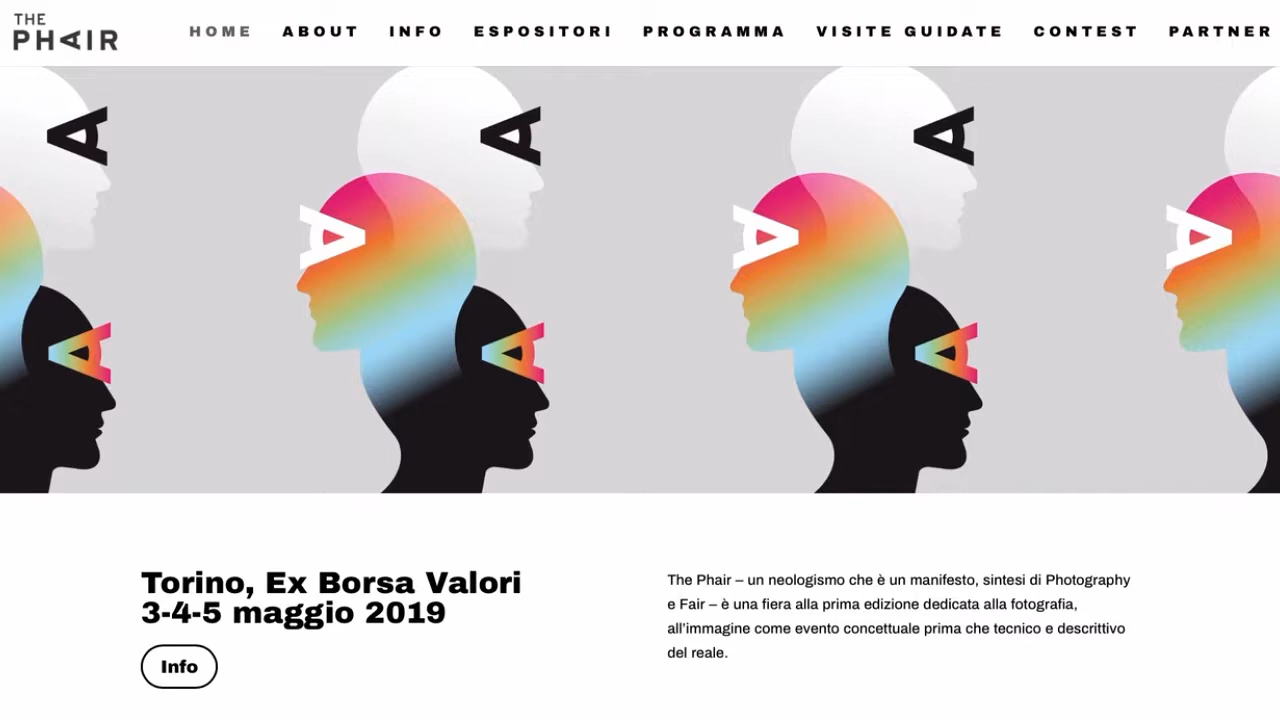 THE
PHAIR
HOME ABOUT INFO ESPOSITORI PROGRAMMA VISITE GUIDATE CONTEST PARTNER
A A
A A
A A
A A A
A A A
Torino, Ex Borsa Valori
3-4-5 maggio 2019
Info
The Phair – un neologismo che è un manifesto, sintesi di Photography
e Fair – è una fiera alla prima edizione dedicata alla fotografia,
all'immagine come evento concettuale prima che tecnico e descrittivo
del reale.